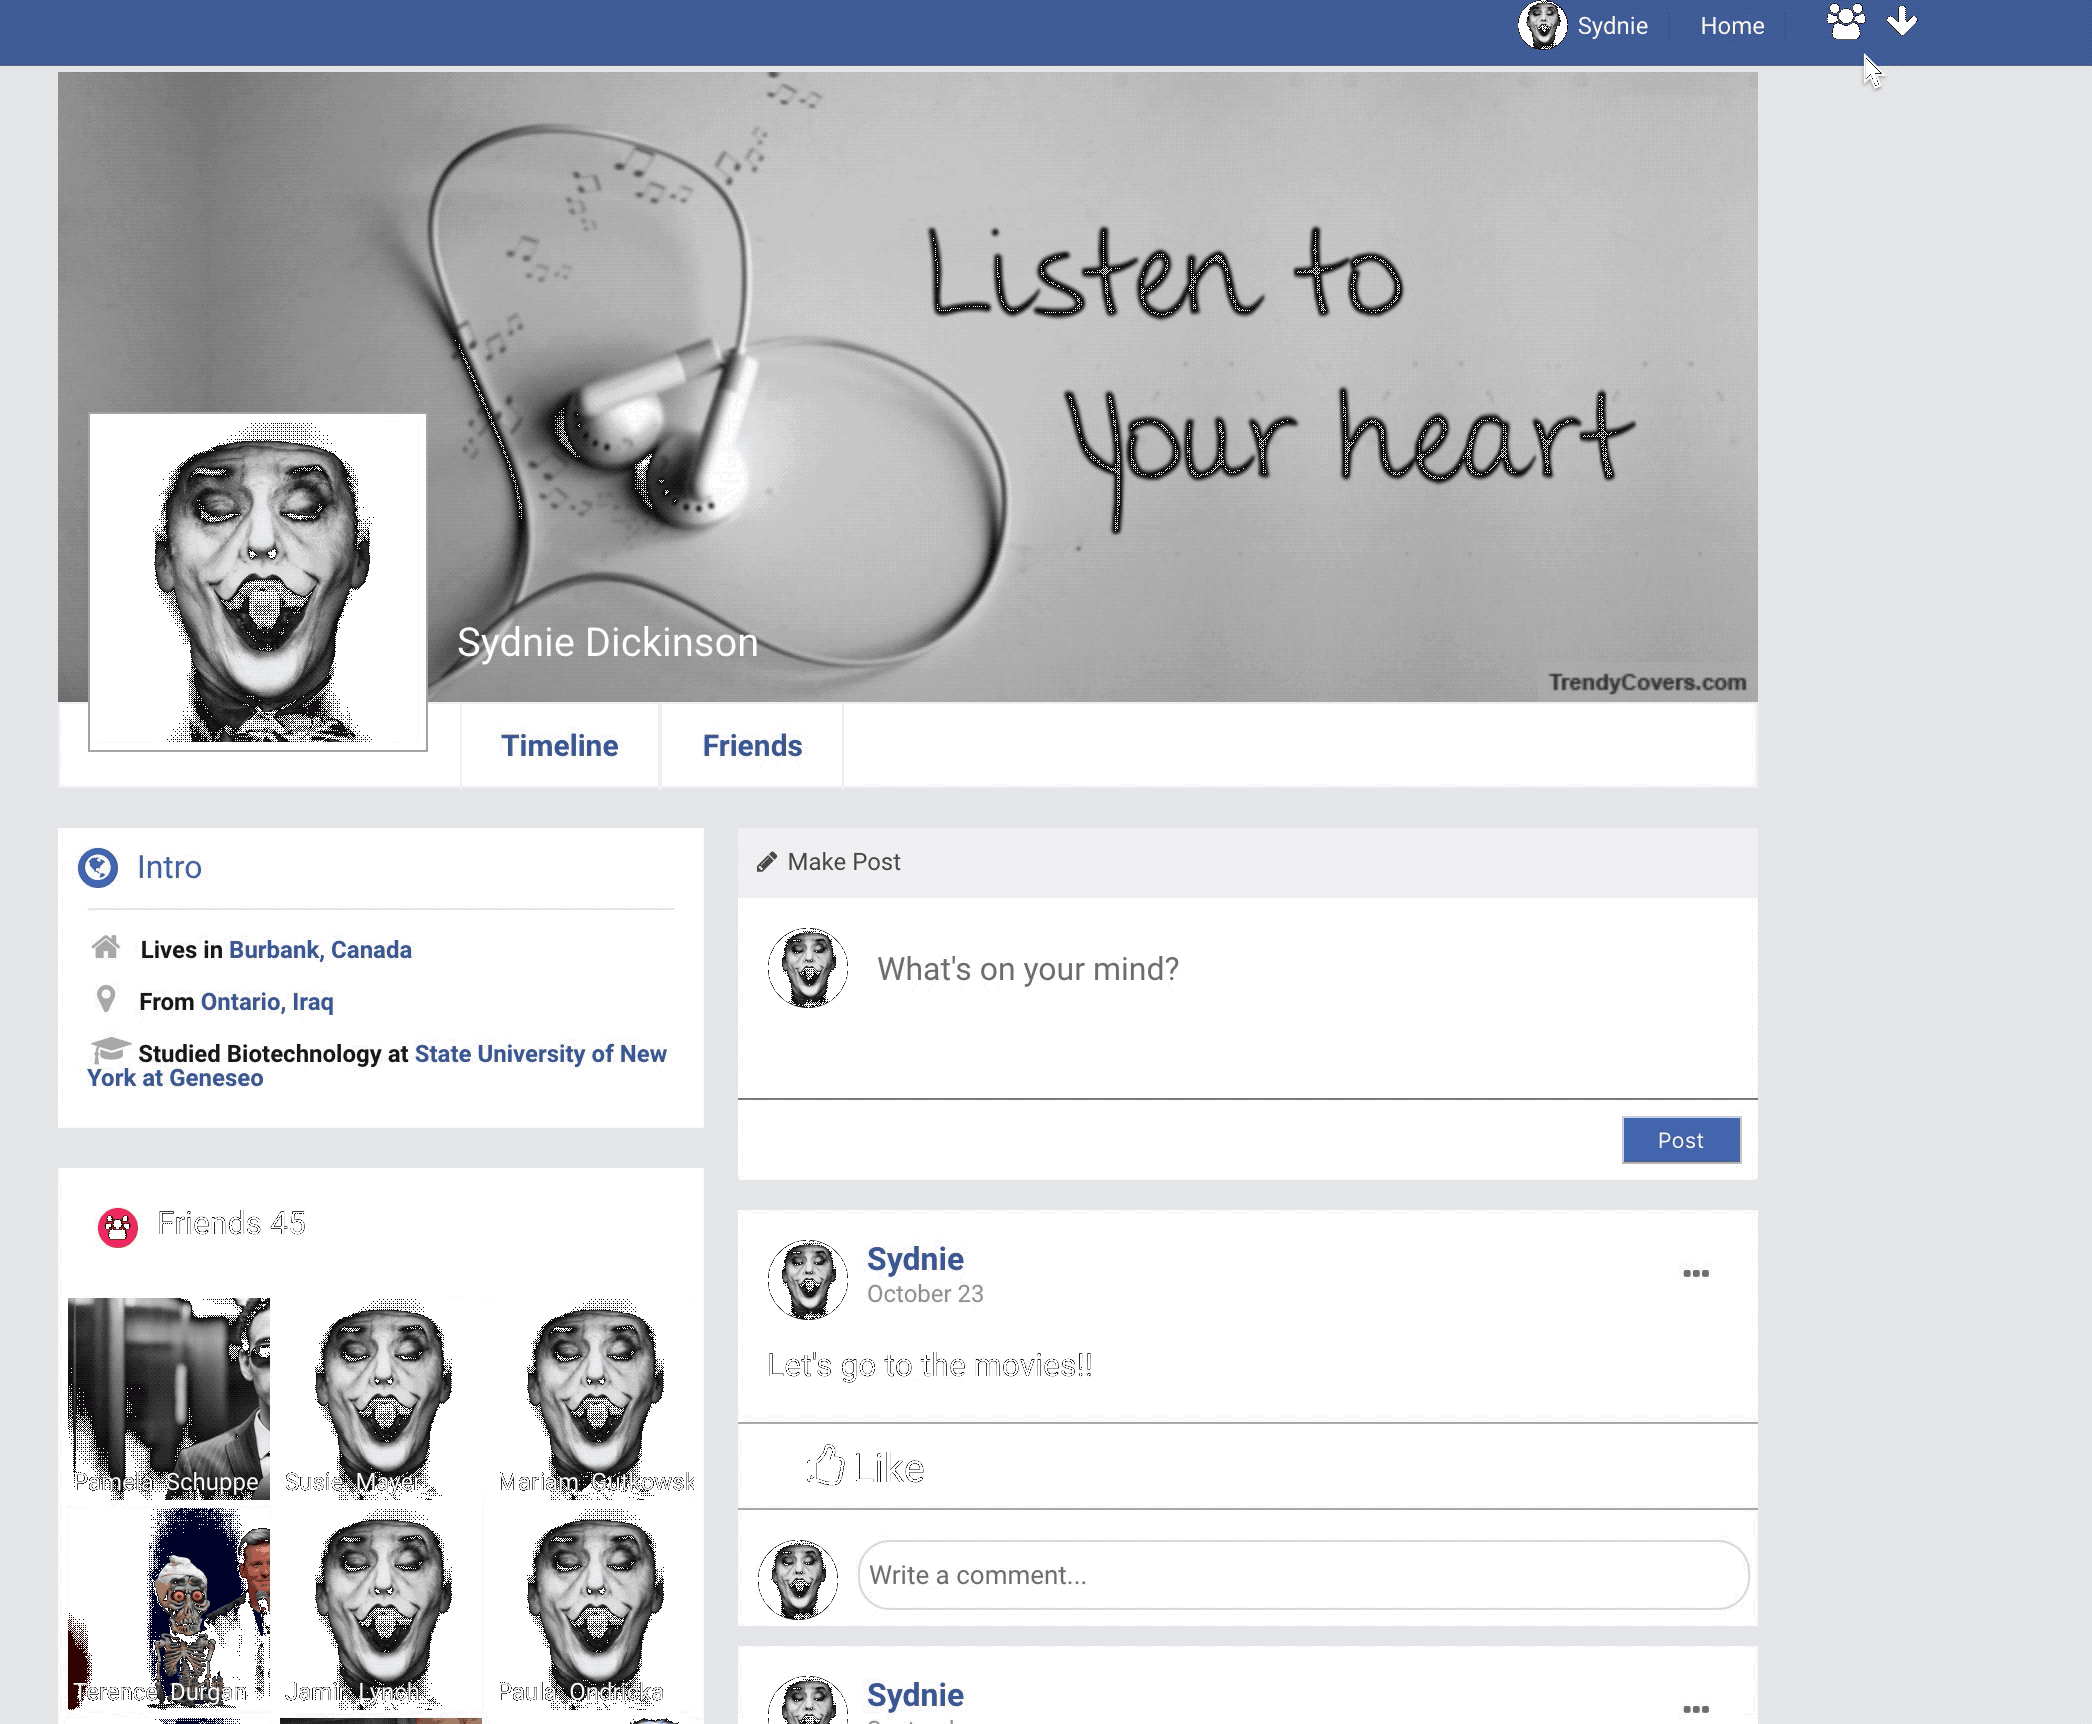 Sydnie Home
Listen to
your heart
Sydnie Dickinson
TrendyCovers.com
Timeline Friends
Intro
Lives in Burbank, Canada
From Ontario, Iraq
Studied Biotechnology at State University of New
York at Geneseo
Friends 45
Pamela Schuppe Susie Mayer Mariam Gutkowsk
Terence Durgan Jamir Lynch Paula Ondricka
Make Post
What's on your mind?
Post
Sydnie
October 23
Let's go to the movies!!
Like
Write a comment...
Sydnie